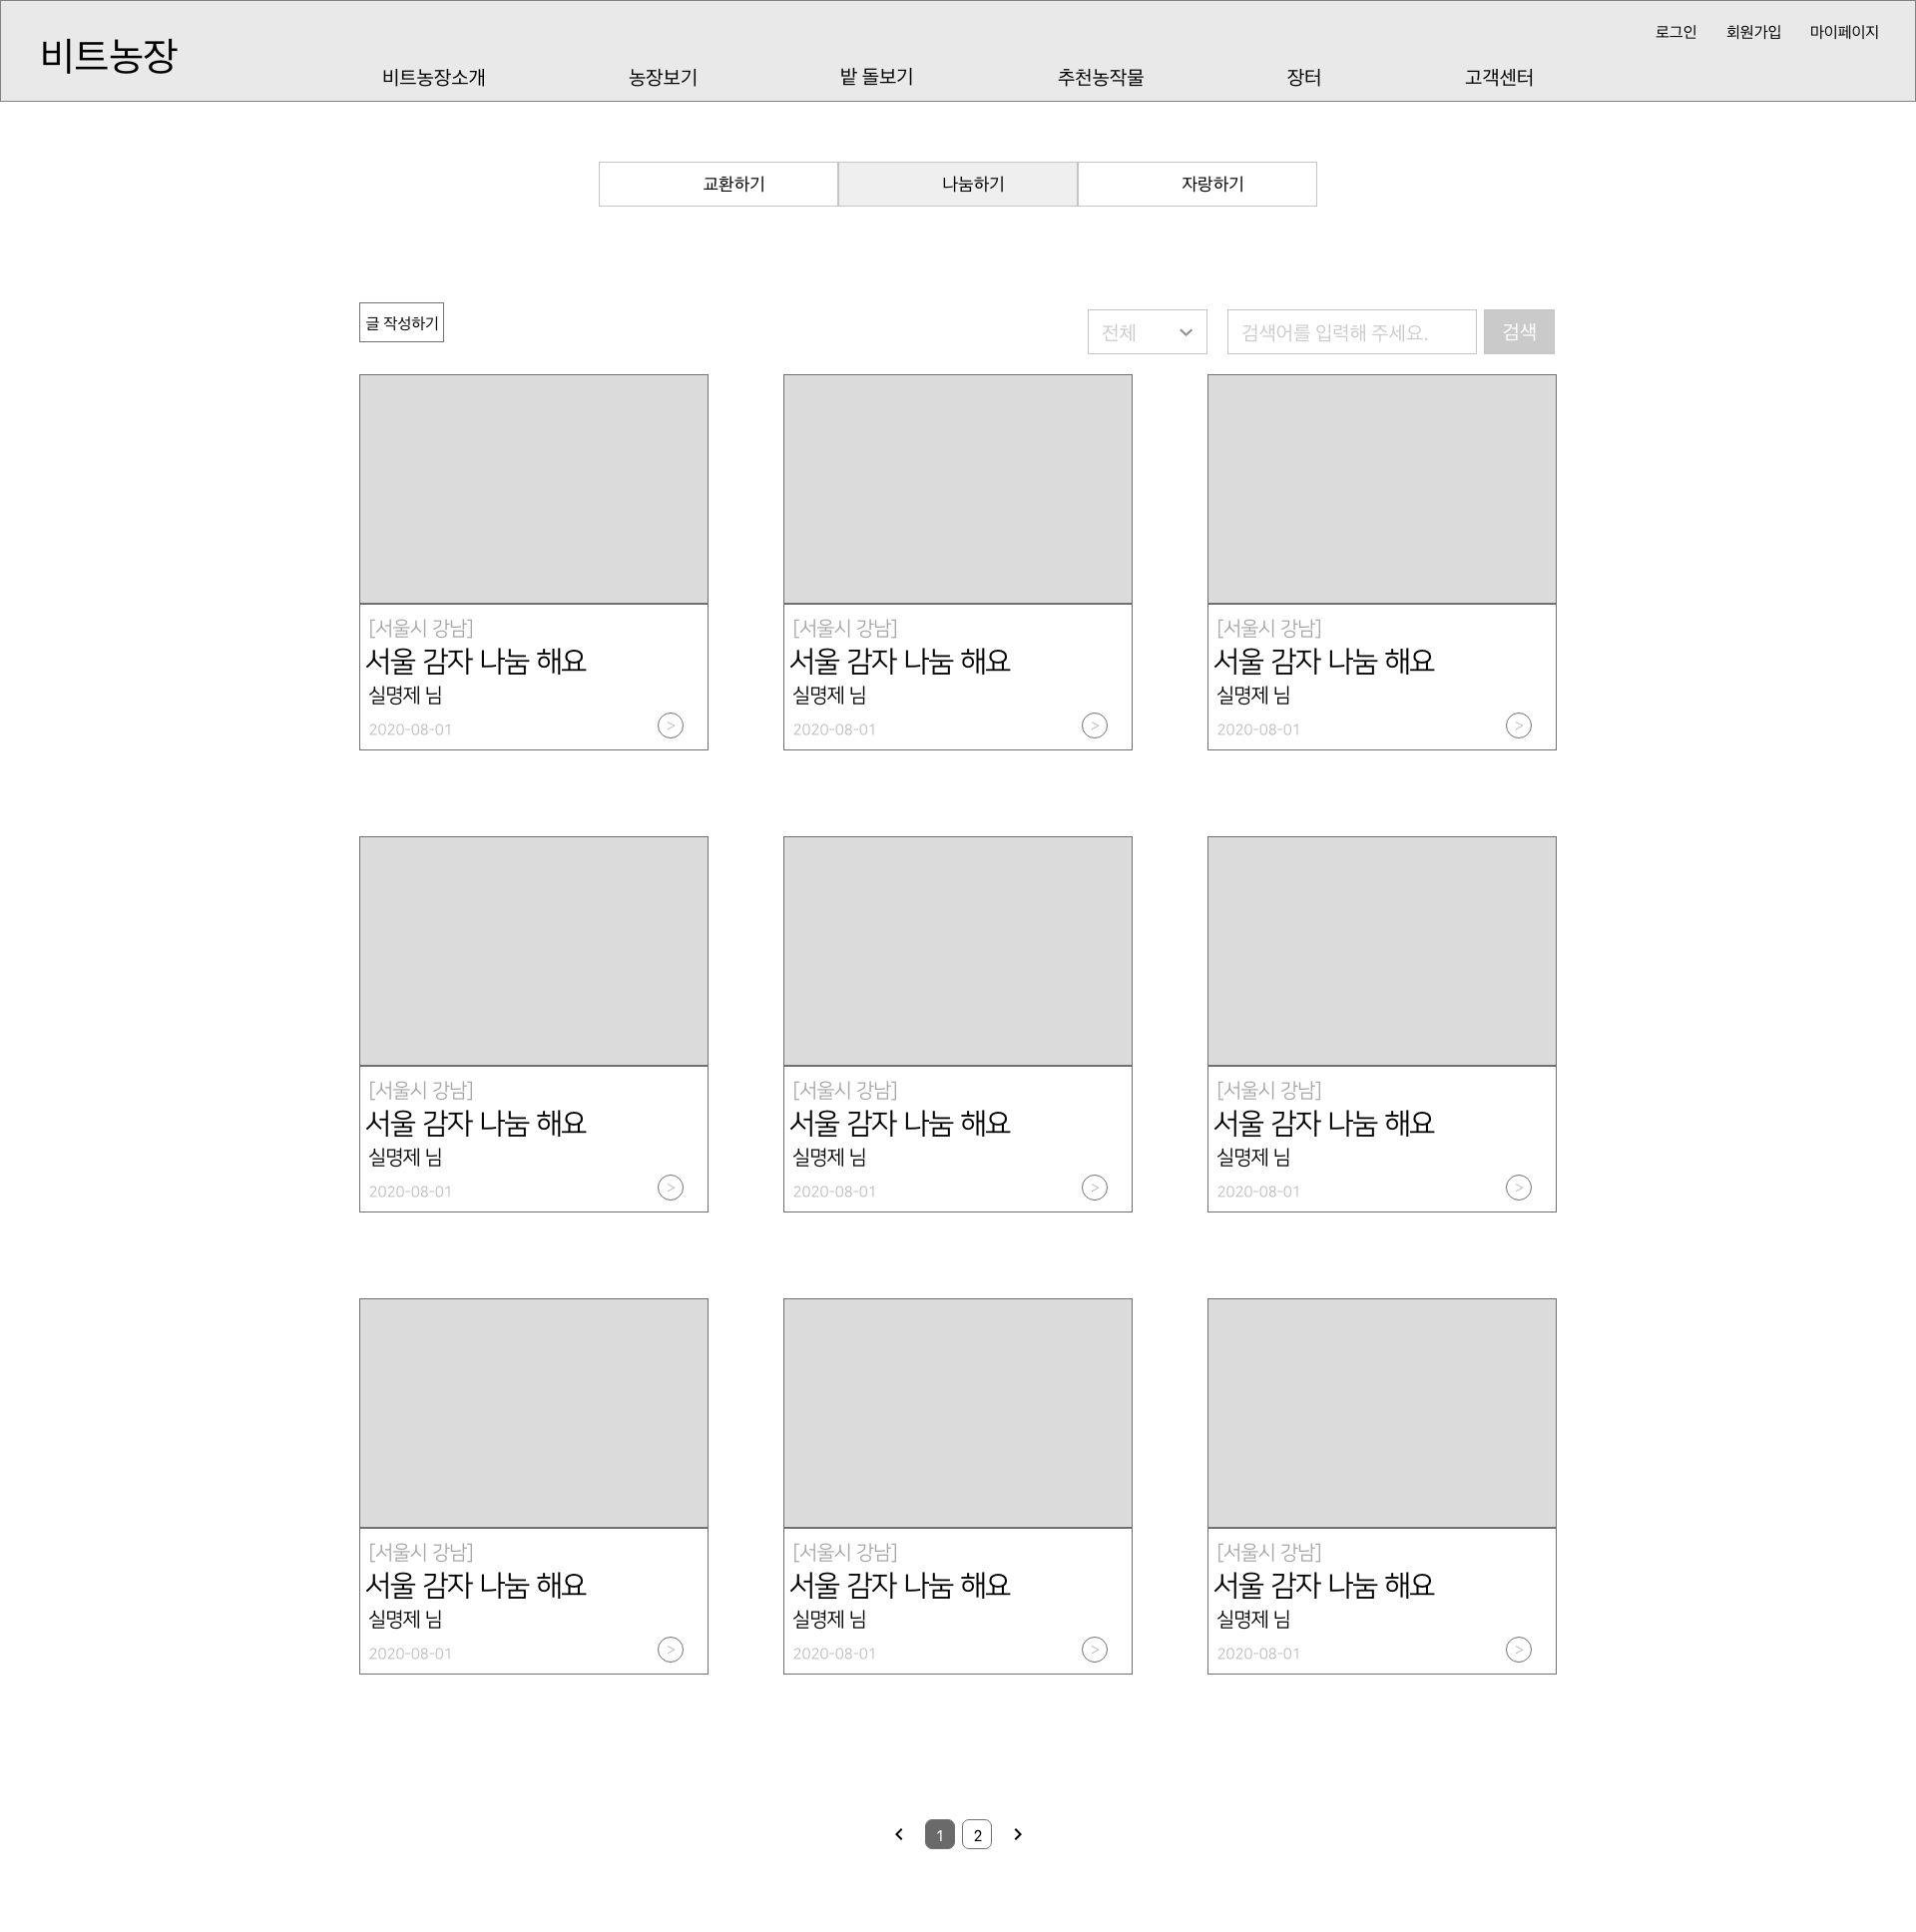 로그인 회원가입 마이페이지
비트농장
비트농장소개 농장보기 밭 돌보기 추천농작물 장터 고객센터
교환하기 나눔하기 자랑하기
글 작성하기 전체 검색어를 입력해 주세요. 검색
[서울시 강남] [서울시 강남] [서울시 강남]
서울 감자 나눔 해요 서울 감자 나눔 해요 서울 감자 나눔 해요
실명제 님 실명제 님 실명제 님
2020-08-01 > 2020-08-01 > 2020-08-01 >
[서울시 강남] [서울시 강남] [서울시 강남]
서울 감자 나눔 해요 서울 감자 나눔 해요 서울 감자 나눔 해요
실명제 님 실명제 님 실명제 님
2020-08-01 > 2020-08-01 > 2020-08-01 >
[서울시 강남] [서울시 강남] [서울시 강남]
서울 감자 나눔 해요 서울 감자 나눔 해요 서울 감자 나눔 해요
실명제 님 실명제 님 실명제 님
2020-08-01 > 2020-08-01 > 2020-08-01 >
1 2